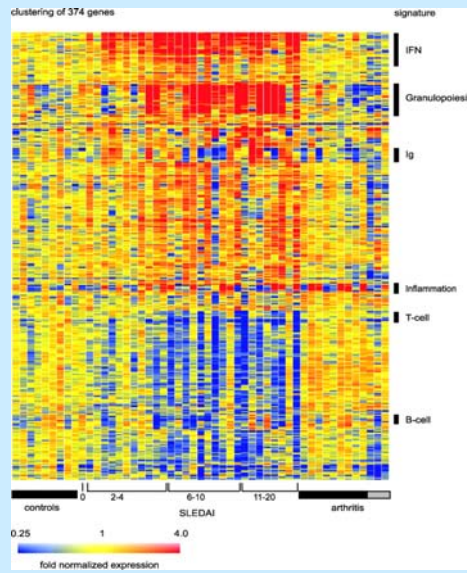 clustering of 374 genes
signature
IFN
Granulopoiesi
Ig
Inflammation
T-cell
B-cell
0 2-4 6-10 11-20
controls SLEDAI arthritis
0.25 1 4.0
fold normalized expression